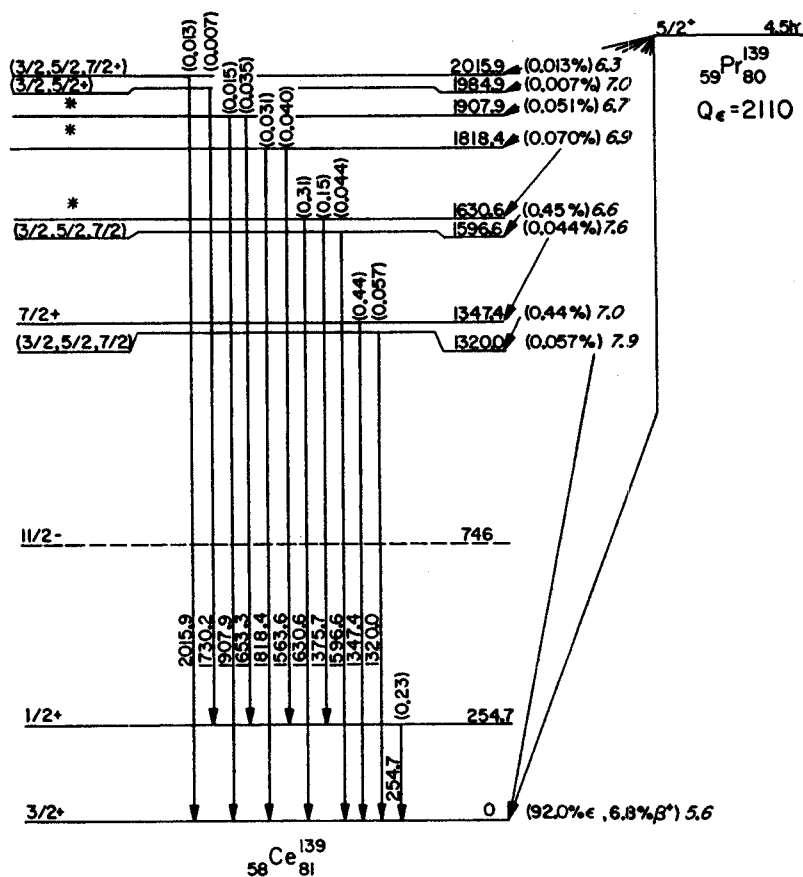 5/2+ 4.5hr
59Pr80 139
Qϵ=2110
(0.013)
(0.007)
(0.015)
(0.035)
(0.031)
(0.040)
(0.31)
(0.15)
(0.044)
(0.44)
(0.057)
(3/2,5/2,7/2+) 2015.9 (0.013%) 6.3
(3/2,5/2+) 1984.9 (0.007%) 7.0
* 1907.9 (0.051%) 6.7
* 1818.4 (0.070%) 6.9
* 1630.6 (0.45%) 6.6
(3/2,5/2,7/2) 1596.6 (0.044%) 7.6
7/2+ 1347.4 (0.44%) 7.0
(3/2,5/2,7/2) 1320.0 (0.057%) 7.9
11/2- 746
2015.9
1730.2
1907.9
1653.3
1818.4
1563.6
1630.6
1375.7
1596.6
1347.4
1320.0
(0.23)
1/2+ 254.7
254.7
3/2+ 0 (92.0%ϵ, 6.8%β+) 5.6
58Ce81 139